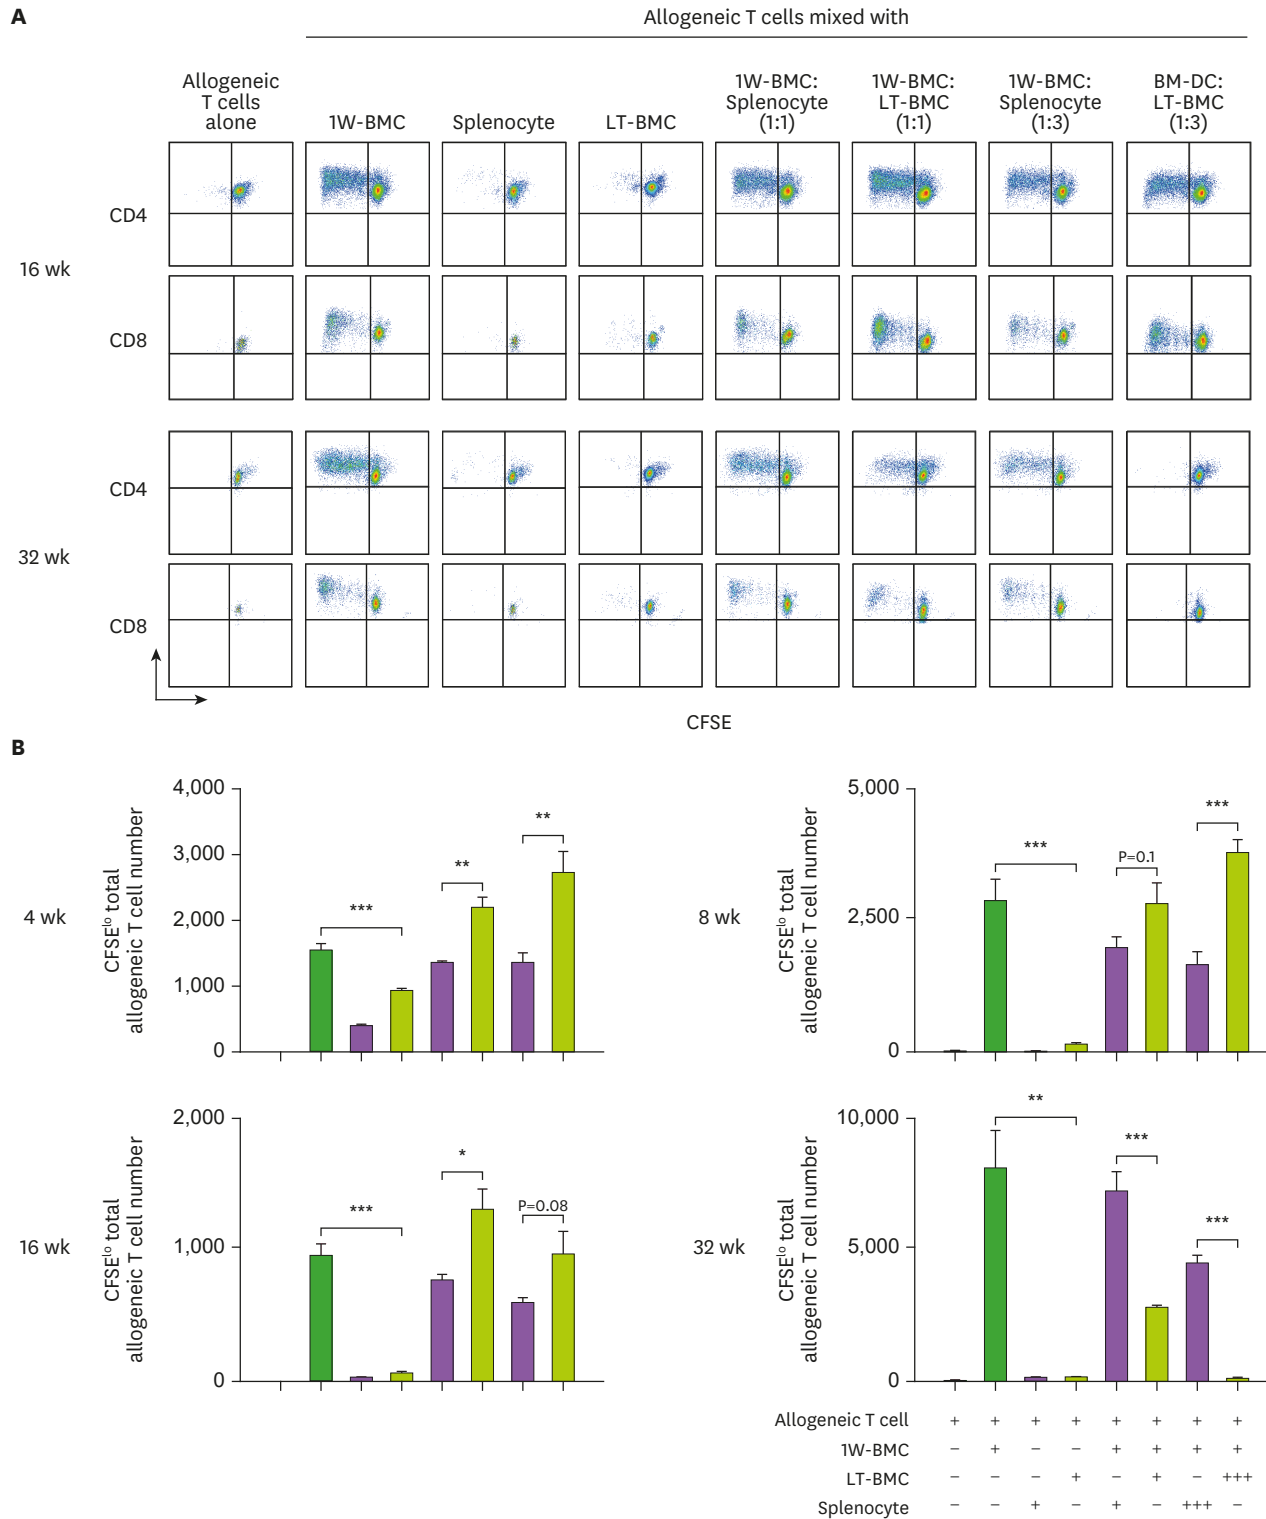 A
Allogeneic T cells mixed with
Allogeneic
T cells
alone
1W-BMC
Splenocyte
LT-BMC
1W-BMC:
Splenocyte
(1:1)
1W-BMC:
LT-BMC
(1:1)
1W-BMC:
Splenocyte
(1:3)
BM-DC:
LT-BMC
(1:3)
16 wk
CD4
CD8
32 wk
CD4
CD8
CFSE
B
4 wk
CFSElo total
allogeneic T cell number
4,000
3,000
2,000
1,000
0
***
**
**
8 wk
CFSElo total
allogeneic T cell number
5,000
2,500
0
***
P=0.1
***
16 wk
CFSElo total
allogeneic T cell number
2,000
1,000
0
***
*
P=0.08
32 wk
CFSElo total
allogeneic T cell number
10,000
5,000
0
**
***
***
Allogeneic T cell + + + + + + + +
1W-BMC − + − − + + + +
LT-BMC − − − + − + − +++
Splenocyte − − + − + − +++ −